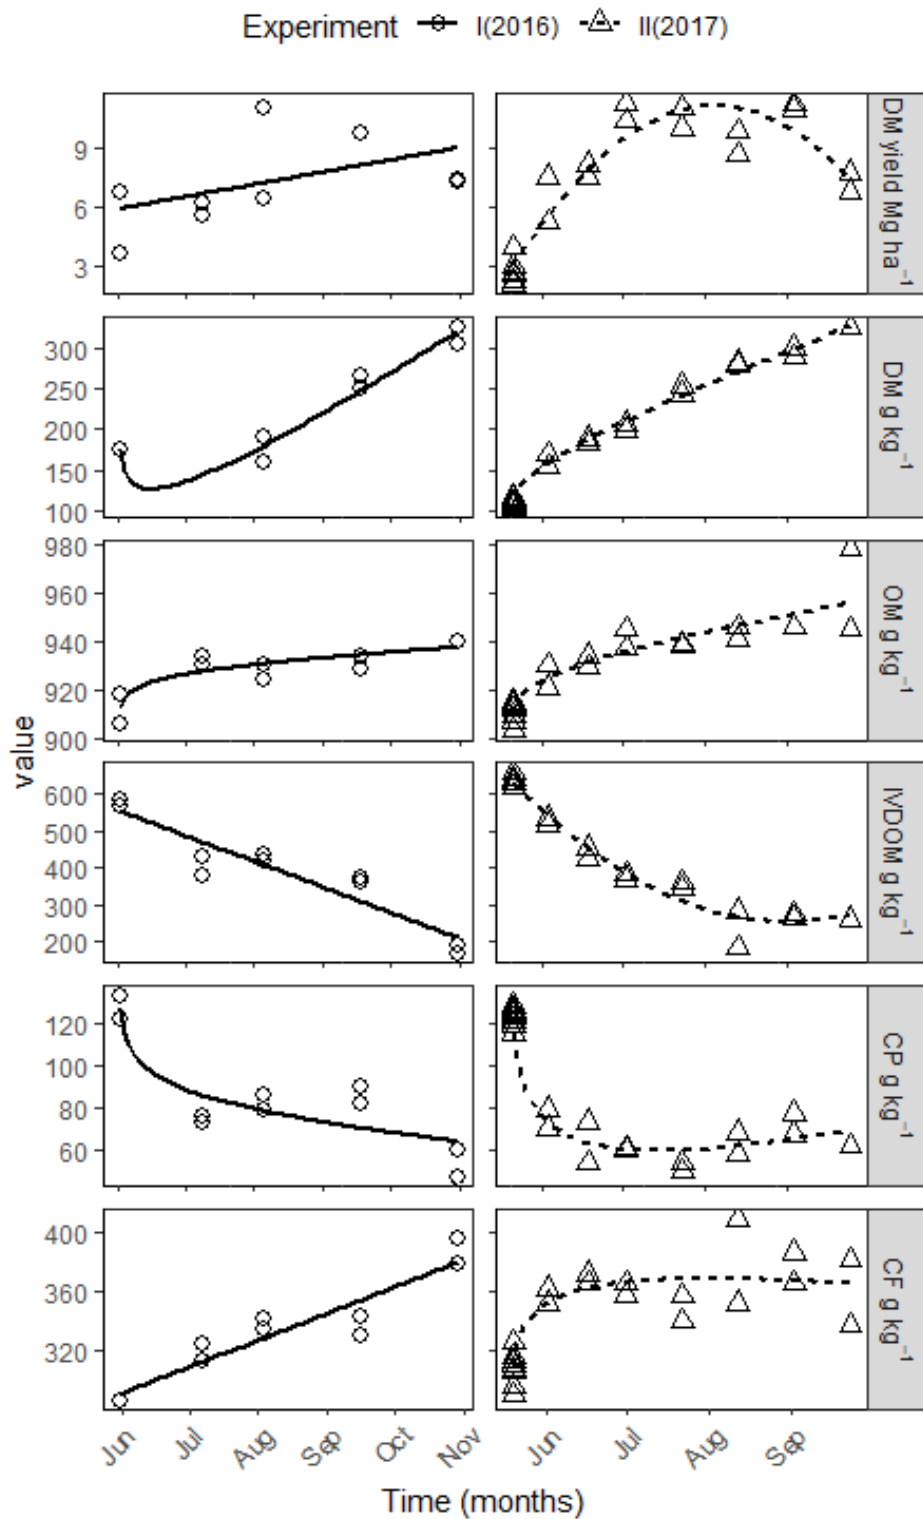 Experiment I(2016) II(2017)
9
6
3
DM yield Mg ha⁻¹
300
250
200
150
100
DM g kg⁻¹
980
960
940
920
900
OM g kg⁻¹
value
600
500
400
300
200
IVDOM g kg⁻¹
120
100
80
60
CP g kg⁻¹
400
360
320
CF g kg⁻¹
Jun Jul Aug Sep Oct Nov Jun Jul Aug Sep
Time (months)